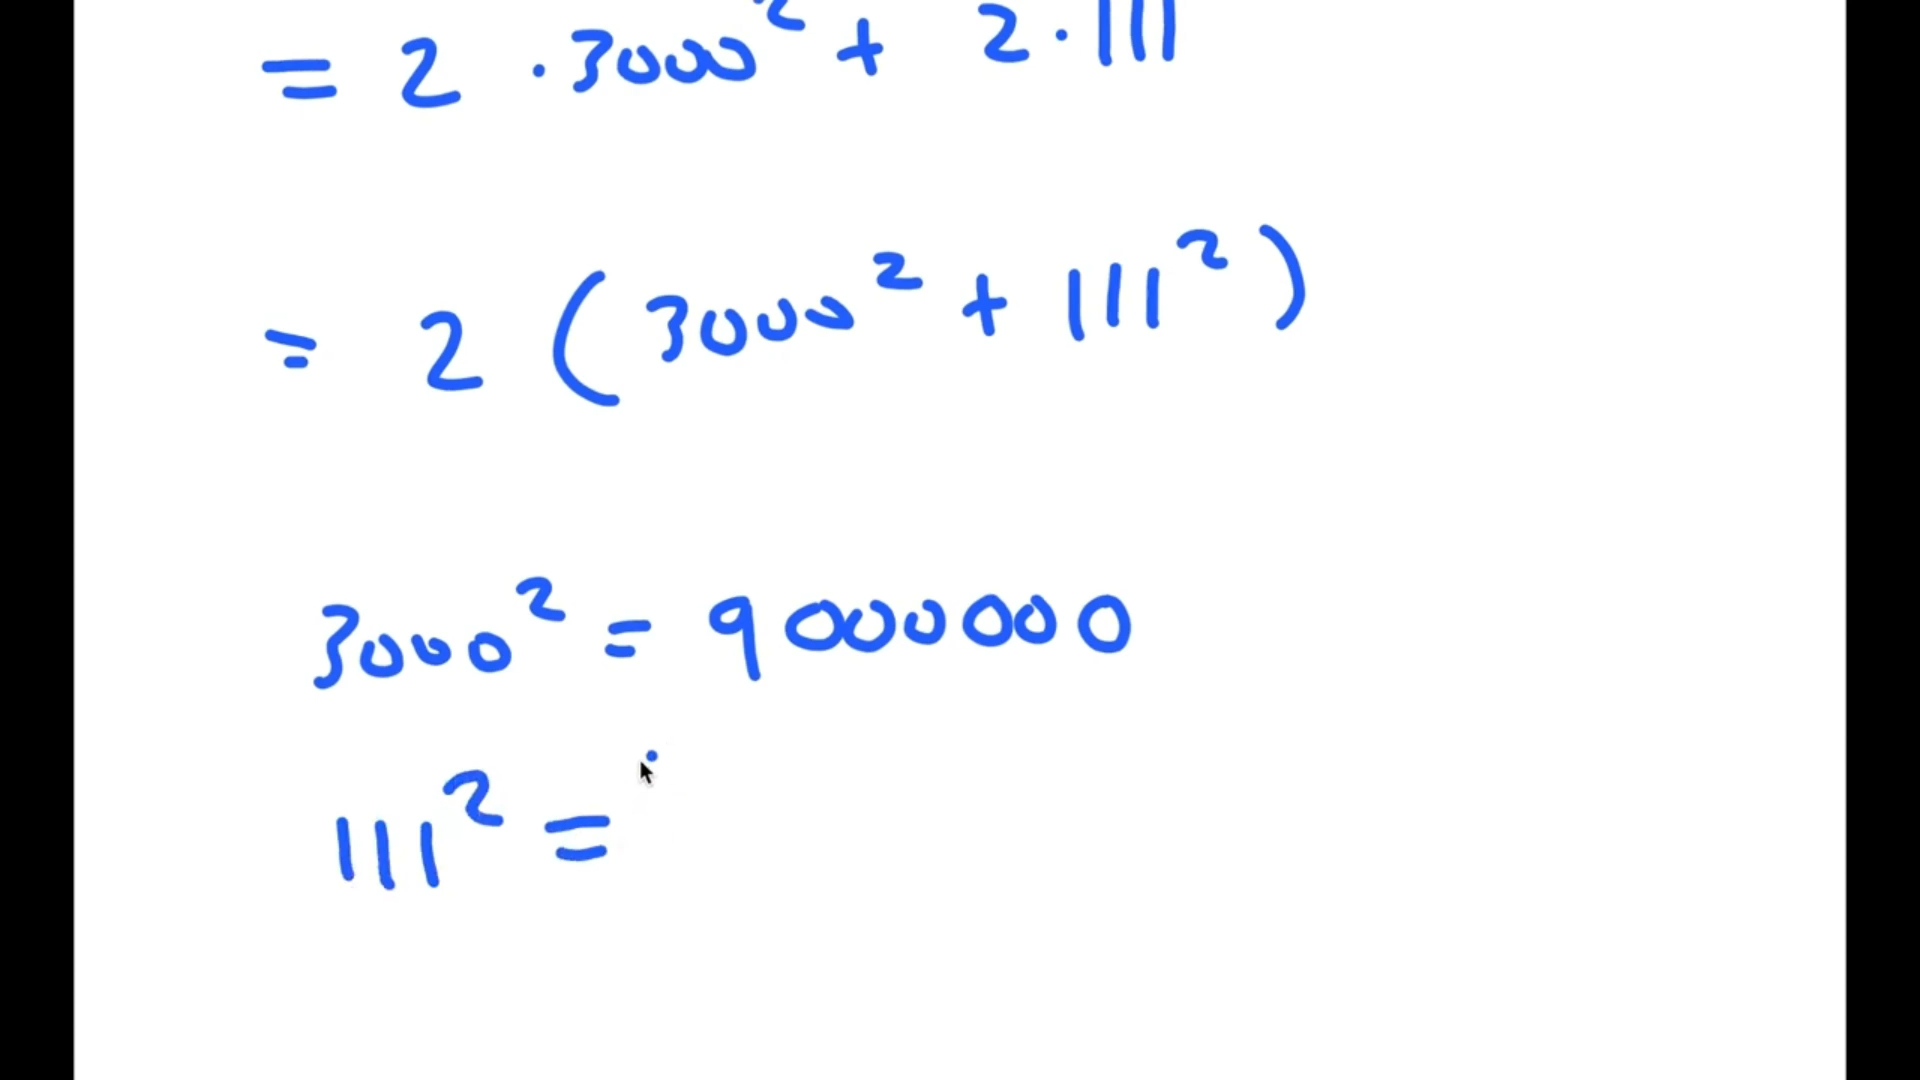 = 2 · 3000² + 2 · 111
= 2 (3000² + 111²)
3000² = 9000000
111² =